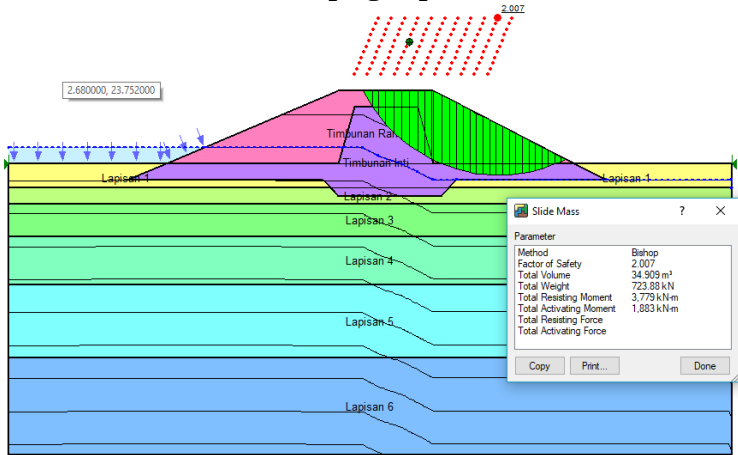 2.007
2.680000, 23.752000
Timbunan Ran
Timbunan Inti
Lapisan 1
Lapisan 1
Lapisan 2
Lapisan 3
Lapisan 4
Lapisan 5
Lapisan 6
Slide Mass
?
Parameter
Method Bishop
Factor of Safety 2.007
Total Volume 34.909 m³
Total Weight 723.88 kN
Total Resisting Moment 3,779 kN-m
Total Activating Moment 1,883 kN-m
Total Resisting Force
Total Activating Force
Copy Print... Done